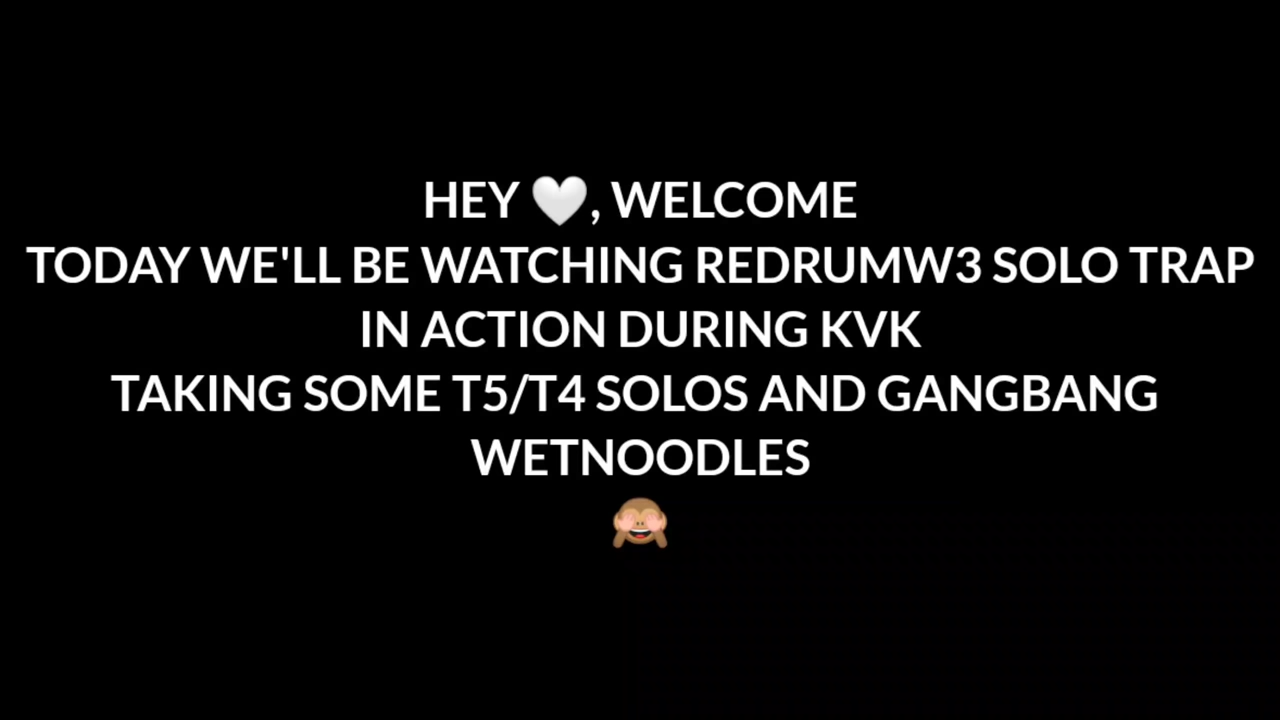 HEY 🤍, WELCOME
TODAY WE'LL BE WATCHING REDRUMW3 SOLO TRAP
IN ACTION DURING KVK
TAKING SOME T5/T4 SOLOS AND GANGBANG
WETNOODLES
🙈